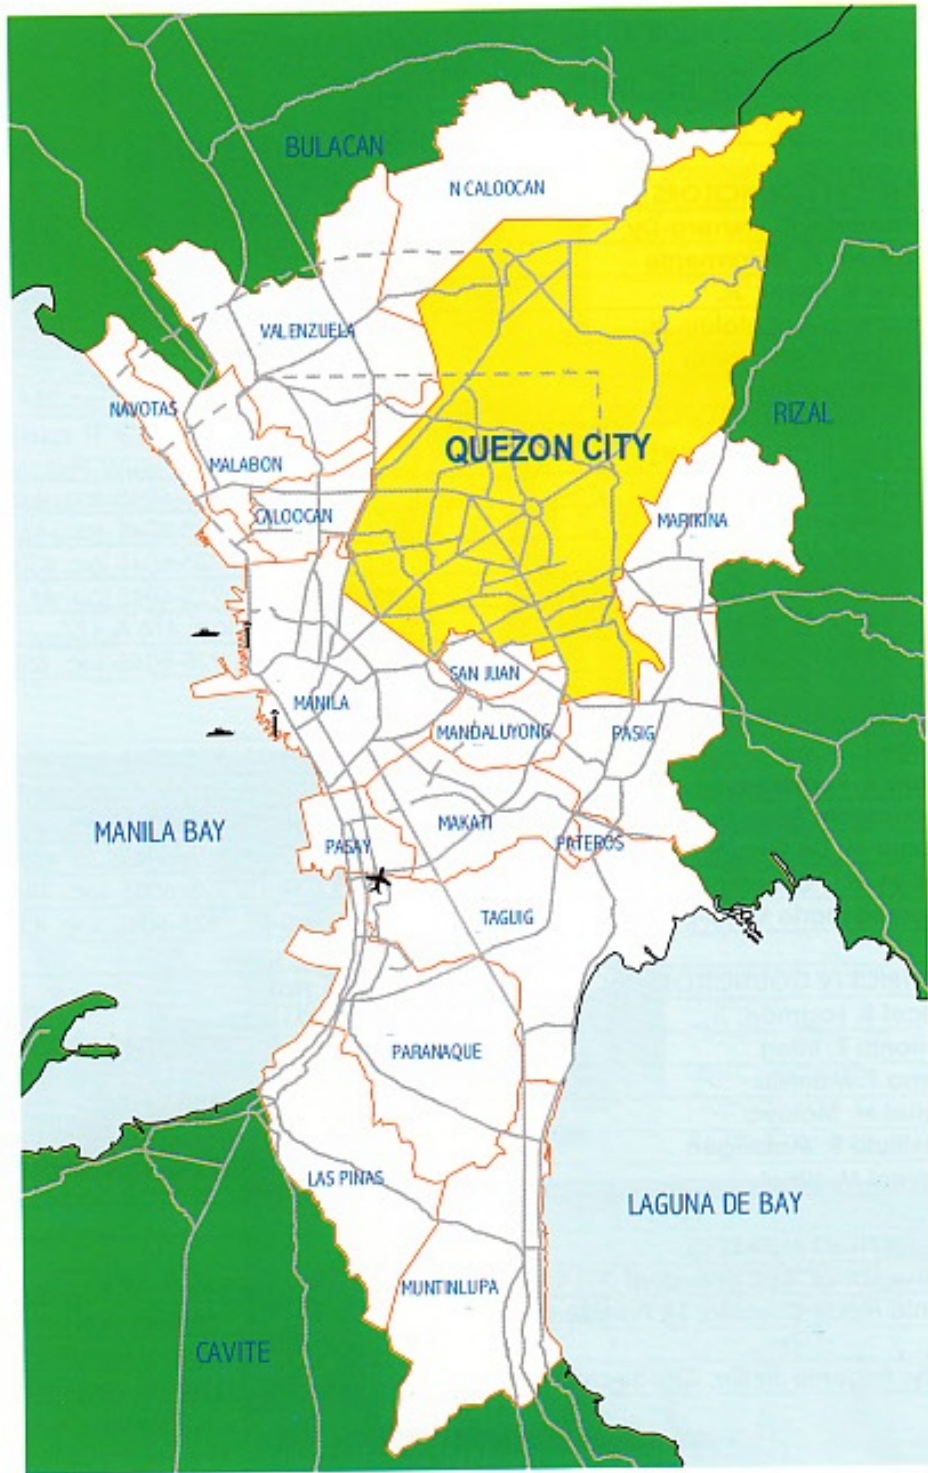 BULACAN
N CALOOCAN
VALENZUELA
NAVOTAS
RIZAL
QUEZON CITY
MALABON
CALOOCAN
MARIKINA
SAN JUAN
MANILA
MANDALUYONG
PASIG
MANILA BAY
MAKATI
PASAY
PATEROS
TAGUIG
PARANAQUE
LAS PINAS
LAGUNA DE BAY
MUNTINLUPA
CAVITE